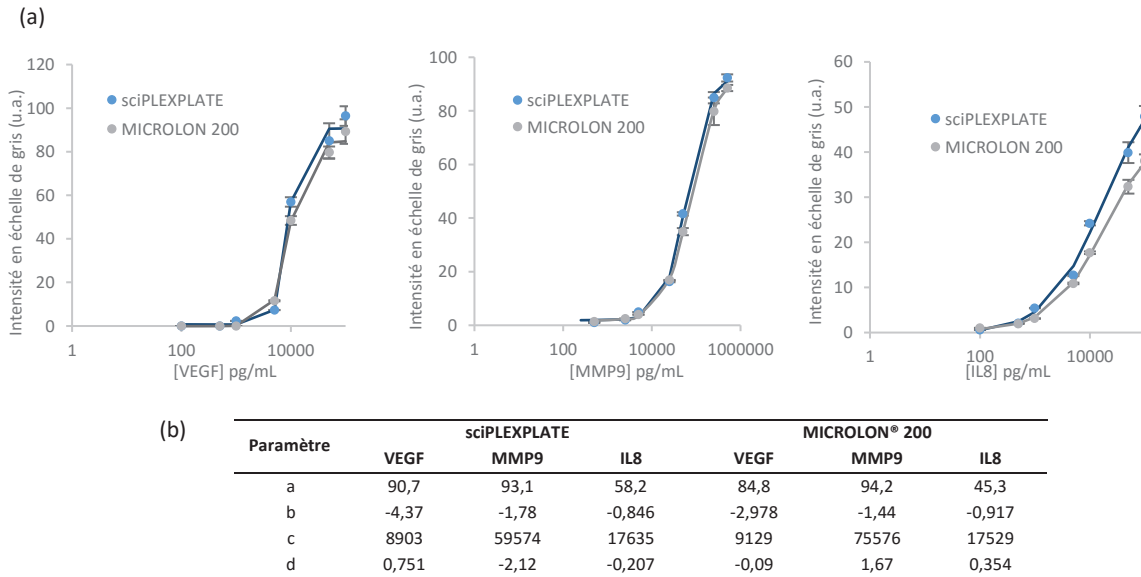 (a)
Intensité en échelle de gris (u.a.)
120
100
80
60
40
20
0
sciPLEXPLATE
MICROLON 200
1
100
10000
[VEGF] pg/mL
Intensité en échelle de gris (u.a.)
100
80
60
40
20
0
sciPLEXPLATE
MICROLON 200
1
100
10000
1000000
[MMP9] pg/mL
Intensité en échelle de gris (u.a.)
60
50
40
30
20
10
0
sciPLEXPLATE
MICROLON 200
1
100
10000
[IL8] pg/mL
(b)
Paramètre sciPLEXPLATE MICROLON® 200
VEGF MMP9 IL8 VEGF MMP9 IL8
a 90,7 93,1 58,2 84,8 94,2 45,3
b -4,37 -1,78 -0,846 -2,978 -1,44 -0,917
c 8903 59574 17635 9129 75576 17529
d 0,751 -2,12 -0,207 -0,09 1,67 0,354